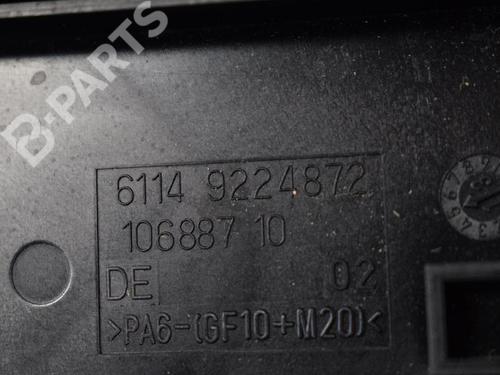 B-PARTS
6114 9224872
106887 10
DE 02
>PA6-(GF10+M20)<